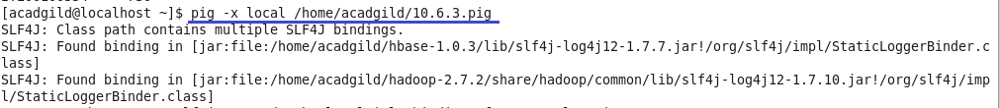 [acadgild@localhost ~]$ pig -x local /home/acadgild/10.6.3.pig
SLF4J: Class path contains multiple SLF4J bindings.
SLF4J: Found binding in [jar:file:/home/acadgild/hbase-1.0.3/lib/slf4j-log4j12-1.7.7.jar!/org/slf4j/impl/StaticLoggerBinder.c
lass]
SLF4J: Found binding in [jar:file:/home/acadgild/hadoop-2.7.2/share/hadoop/common/lib/slf4j-log4j12-1.7.10.jar!/org/slf4j/imp
l/StaticLoggerBinder.class]